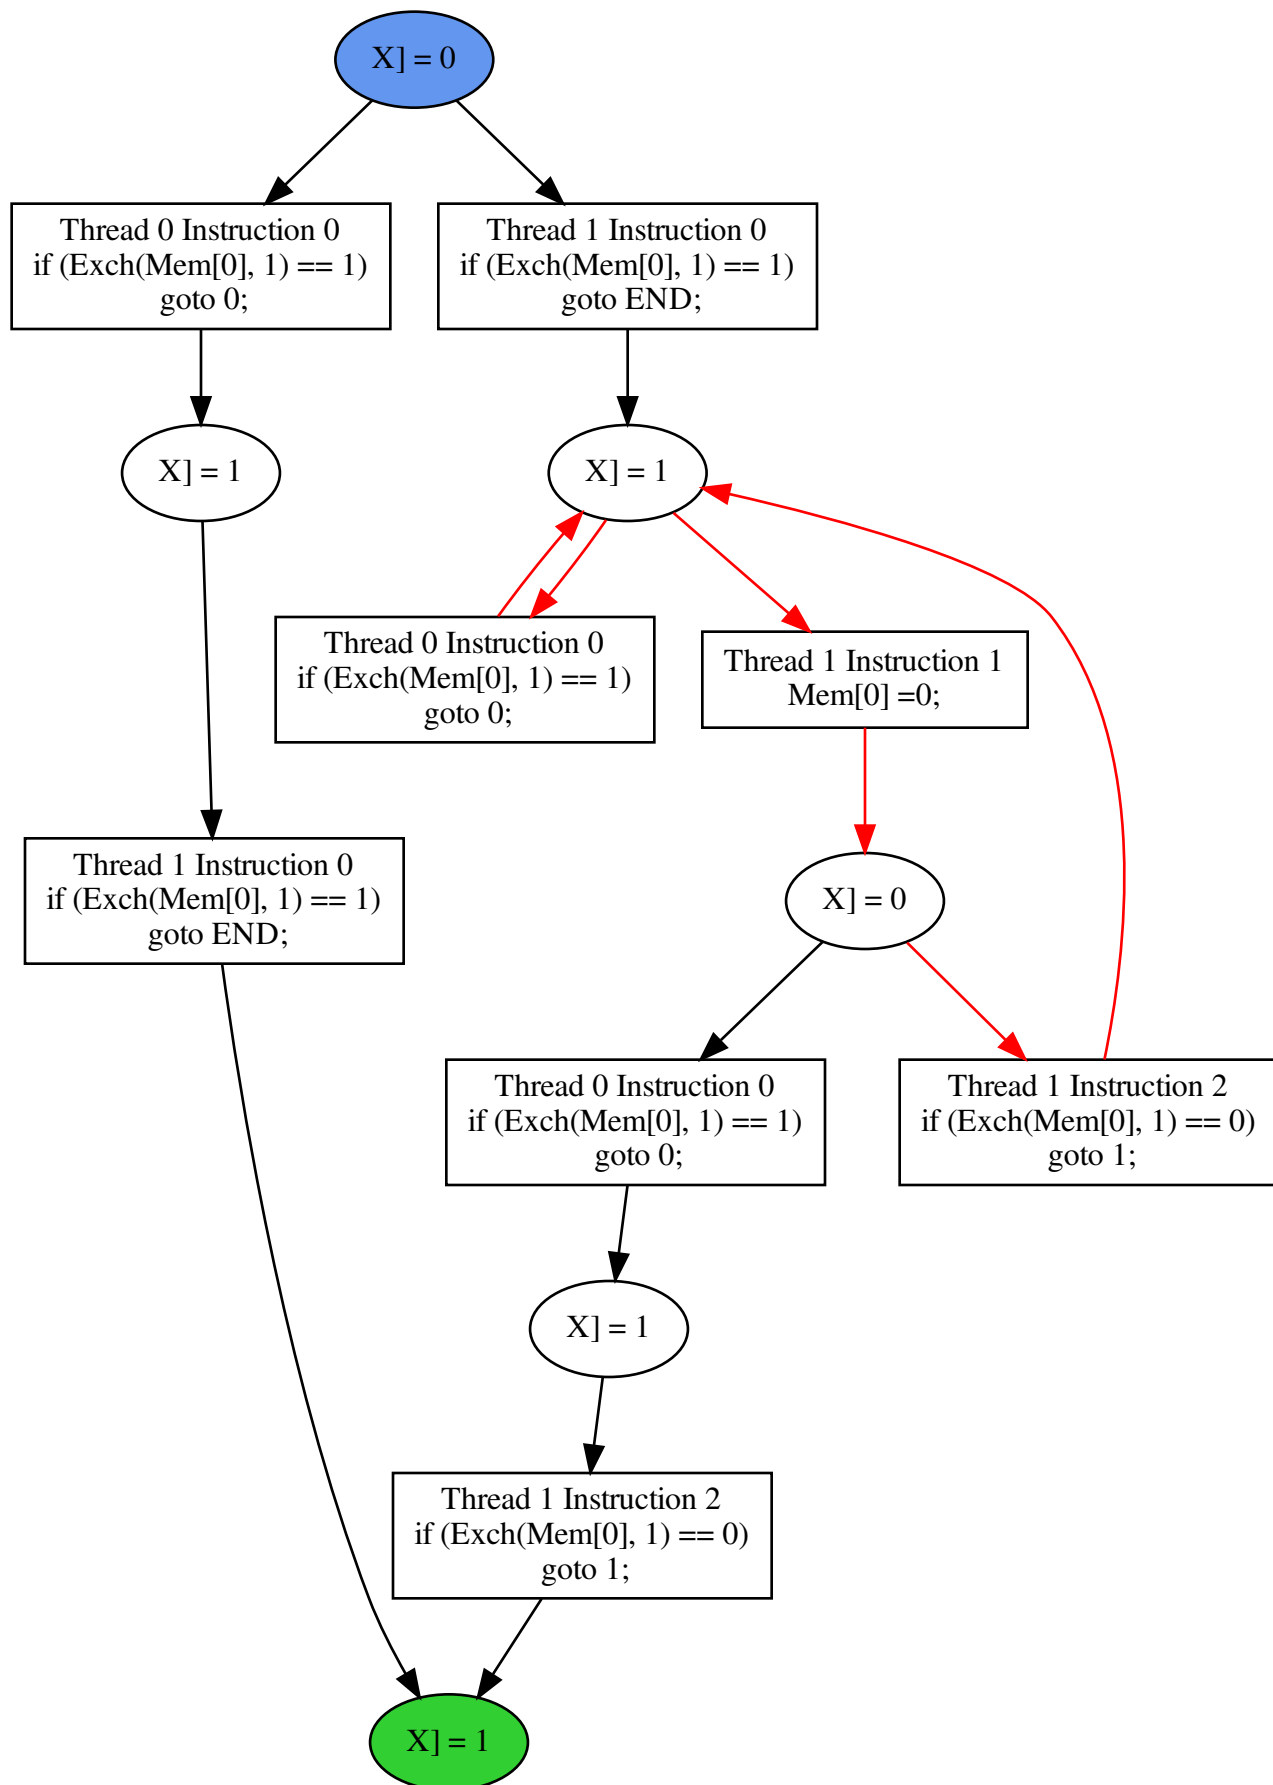 X] = 0
Thread 0 Instruction 0
if (Exch(Mem[0], 1) == 1)
goto 0;
Thread 1 Instruction 0
if (Exch(Mem[0], 1) == 1)
goto END;
X] = 1
X] = 1
Thread 0 Instruction 0
if (Exch(Mem[0], 1) == 1)
goto 0;
Thread 1 Instruction 1
Mem[0] =0;
Thread 1 Instruction 0
if (Exch(Mem[0], 1) == 1)
goto END;
X] = 0
Thread 0 Instruction 0
if (Exch(Mem[0], 1) == 1)
goto 0;
Thread 1 Instruction 2
if (Exch(Mem[0], 1) == 0)
goto 1;
X] = 1
Thread 1 Instruction 2
if (Exch(Mem[0], 1) == 0)
goto 1;
X] = 1